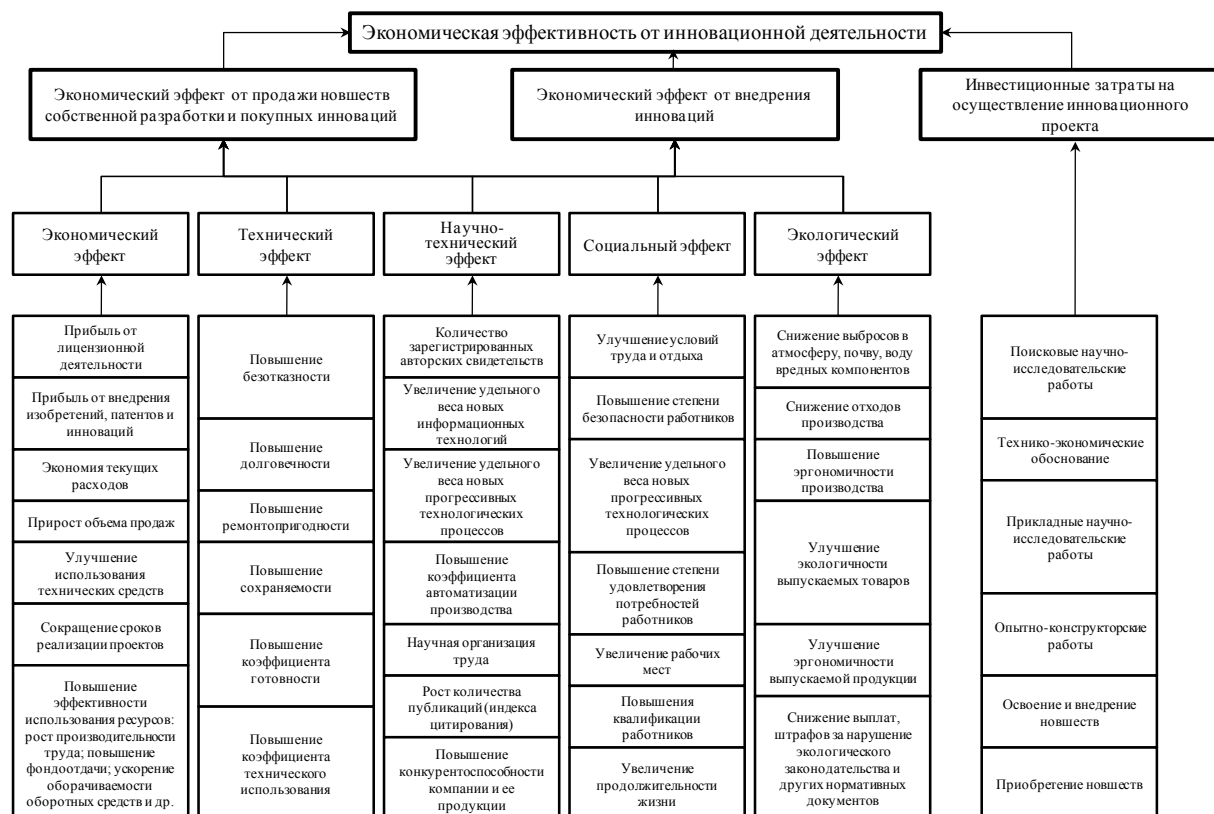 Экономическая эффективность от инновационной деятельности
Экономический эффект от продажи новшеств
собственной разработки и покупных инноваций
Экономический эффект от внедрения
инноваций
Инвестиционные затраты на
осуществление инновационного
проекта
Экономический
эффект
Технический
эффект
Научно-
технический
эффект
Социальный эффект
Экологический
эффект
Прибыль от
лицензионной
деятельности
Прибыль от внедрения
изобретений, патентов и
инноваций
Экономия текущих
расходов
Прирост объема продаж
Улучшение
использования
технических средств
Сокращение сроков
реализации проектов
Повышение
эффективности
использования ресурсов:
рост производительности
труда; повышение
фондоотдачи; ускорение
оборачиваемости
оборотных средств и др.
Повышение
безотказности
Повышение
долговечности
Повышение
ремонтопригодности
Повышение
сохраняемости
Повышение
коэффициента
готовности
Повышение
коэффициента
технического
использования
Количество
зарегистрированных
авторских свидетельств
Увеличение удельного
веса новых
информационных
технологий
Увеличение удельного
веса новых
прогрессивных
технологических
процессов
Повышение
коэффициента
автоматизации
производства
Научная организация
труда
Рост количества
публикаций (индекса
цитирования)
Повышение
конкурентоспособности
компании и ее
продукции
Улучшение условий
труда и отдыха
Повышение степени
безопасности работников
Увеличение удельного
веса новых
прогрессивных
технологических
процессов
Повышение степени
удовлетворения
потребностей
работников
Увеличение рабочих
мест
Повышения
квалификации
работников
Увеличение
продолжительности
жизни
Снижение выбросов в
атмосферу, почву, воду
вредных компонентов
Снижение отходов
производства
Повышение
эргономичности
производства
Улучшение
экологичности
выпускаемых товаров
Улучшение
эргономичности
выпускаемой продукции
Снижение выплат,
штрафов за нарушение
экологического
законодательства и
других нормативных
документов
Поисковые научно-
исследовательские
работы
Технико-экономические
обоснование
Прикладные научно-
исследовательские
работы
Опытно-конструкторские
работы
Освоение и внедрение
новшеств
Приобретение новшеств